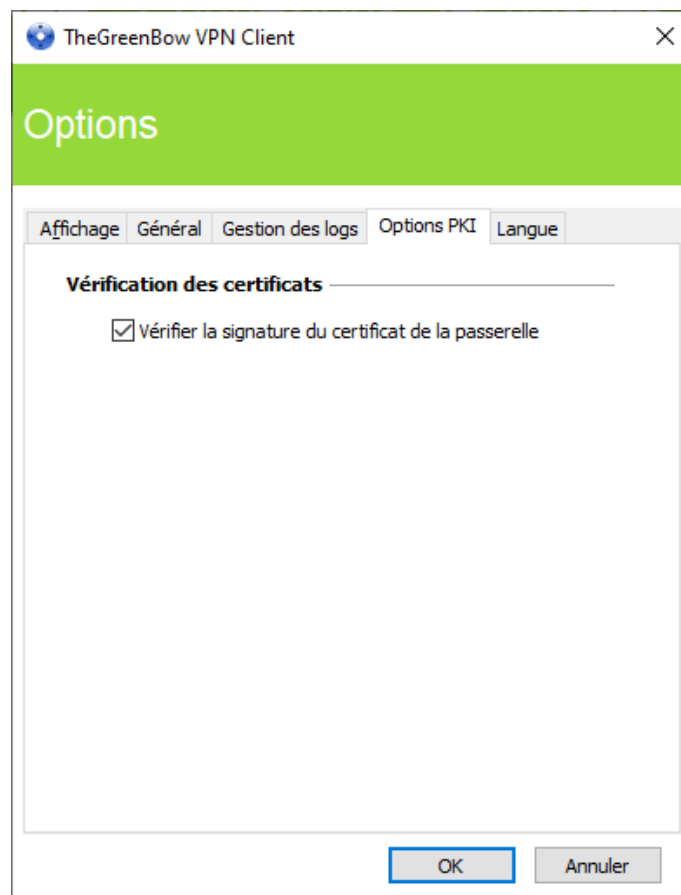 TheGreenBow VPN Client
Options
Affichage Général Gestion des logs Options PKI Langue
Vérification des certificats
Vérifier la signature du certificat de la passerelle
OK Annuler